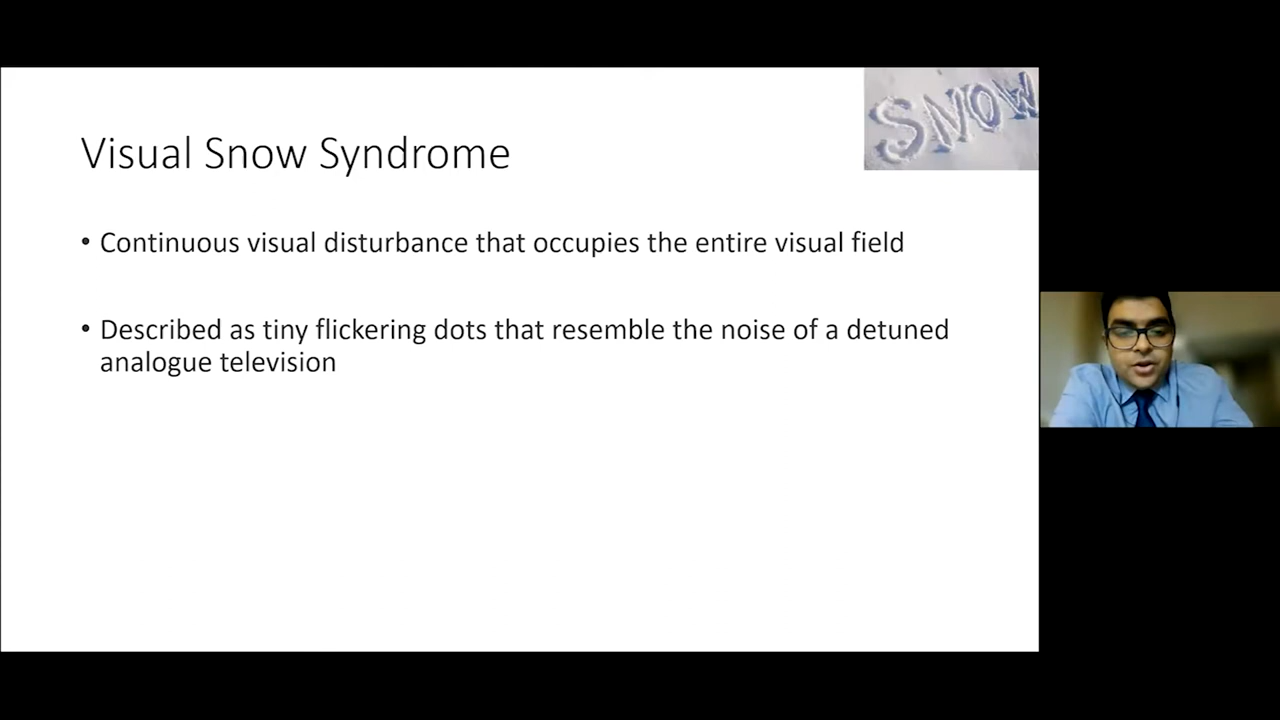 SNOW
Visual Snow Syndrome
• Continuous visual disturbance that occupies the entire visual field
• Described as tiny flickering dots that resemble the noise of a detuned
analogue television